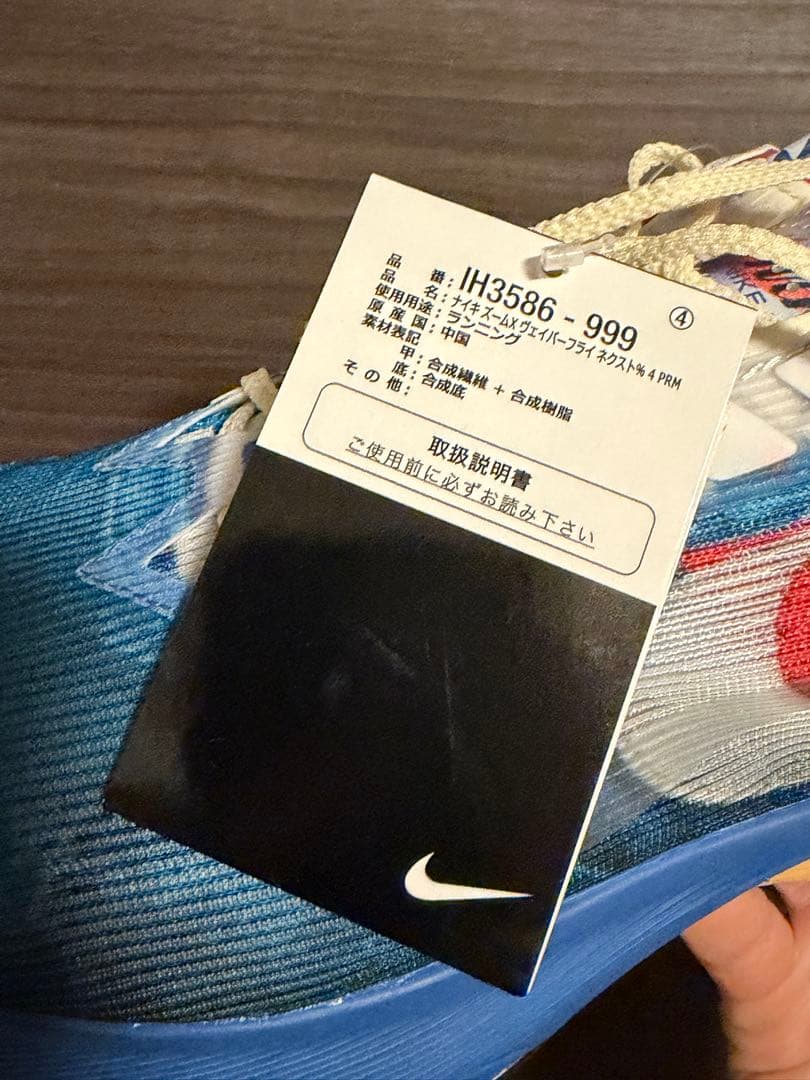 品番：IH3586 - 999 ④
品名：ナイキ ズームX ヴェイパーフライ ネクスト% 4 PRM
使用用途：ランニング
原産国：中国
素材表記
甲：合成繊維 + 合成樹脂
底：合成底
その他：
取扱説明書
ご使用前に必ずお読み下さい